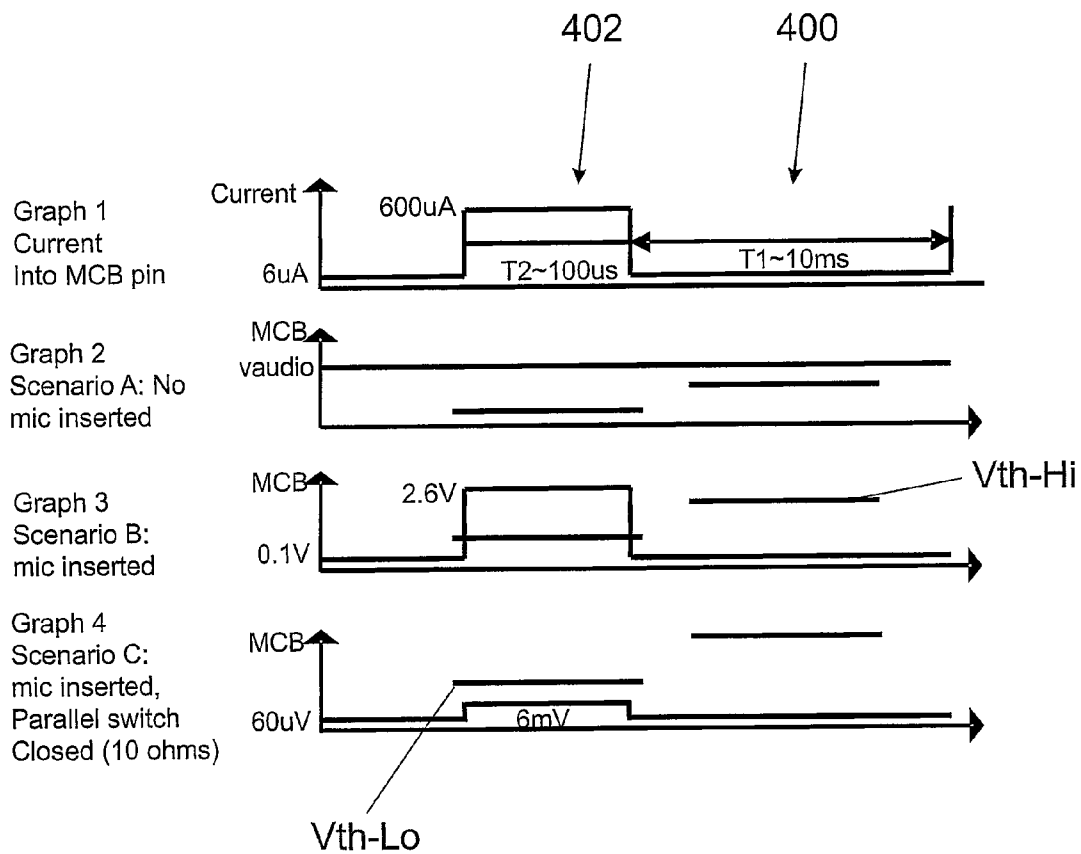 402
400
Graph 1
Current
Into MCB pin
Current
600uA
6uA
T2~100us
T1~10ms
Graph 2
Scenario A: No
mic inserted
MCB
vaudio
Graph 3
Scenario B:
mic inserted
MCB
2.6V
0.1V
Vth-Hi
Graph 4
Scenario C:
mic inserted,
Parallel switch
Closed (10 ohms)
MCB
60uV
6mV
Vth-Lo